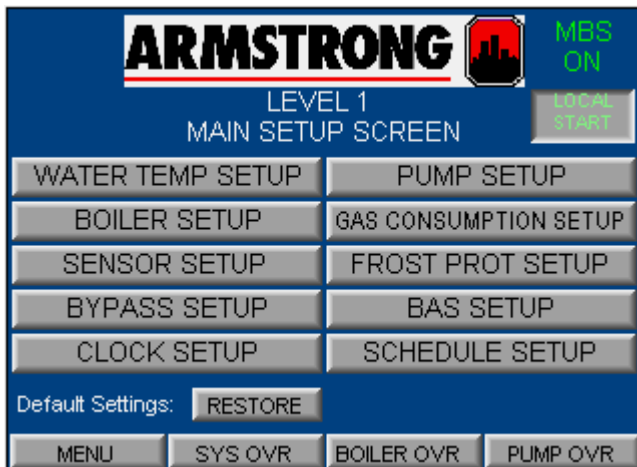 ARMSTRONG
MBS
ON
LEVEL 1
MAIN SETUP SCREEN
LOCAL
START
WATER TEMP SETUP
PUMP SETUP
BOILER SETUP
GAS CONSUMPTION SETUP
SENSOR SETUP
FROST PROT SETUP
BYPASS SETUP
BAS SETUP
CLOCK SETUP
SCHEDULE SETUP
Default Settings: RESTORE
MENU SYS OVR BOILER OVR PUMP OVR